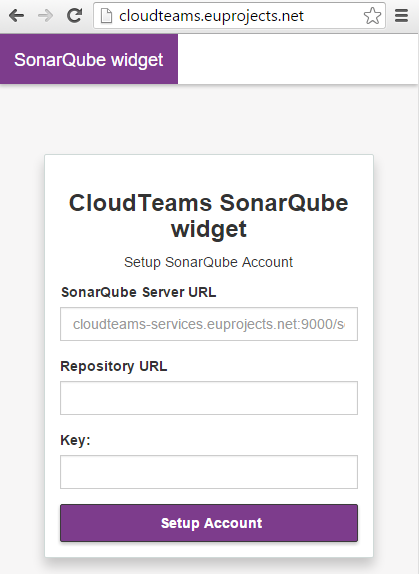 cloudteams.euprojects.net
SonarQube widget
CloudTeams SonarQube
widget
Setup SonarQube Account
SonarQube Server URL
cloudteams-services.euprojects.net:9000/s
Repository URL
Key:
Setup Account